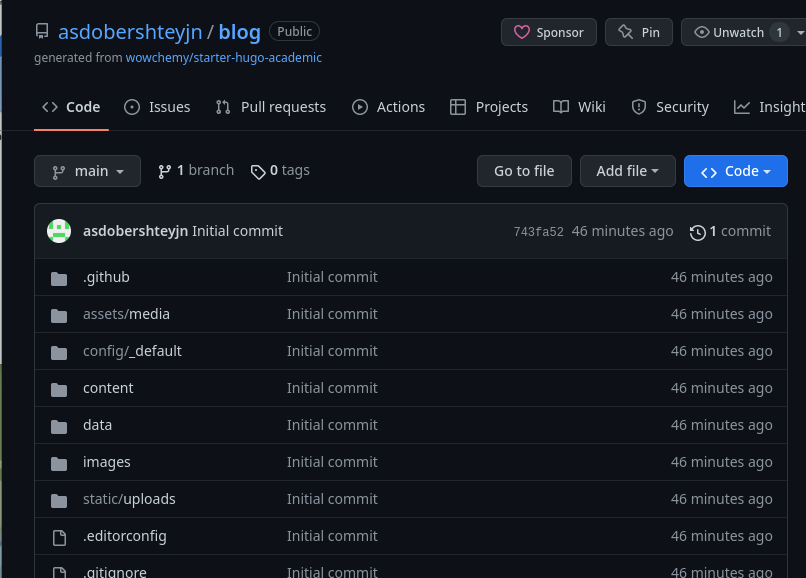 asdobershteyjn / blog Public Sponsor Pin Unwatch 1
generated from wowchemy/starter-hugo-academic
Code Issues Pull requests Actions Projects Wiki Security Insight
main 1 branch 0 tags Go to file Add file Code
asdobershteyjn Initial commit 743fa52 46 minutes ago 1 commit
.github Initial commit 46 minutes ago
assets/media Initial commit 46 minutes ago
config/_default Initial commit 46 minutes ago
content Initial commit 46 minutes ago
data Initial commit 46 minutes ago
images Initial commit 46 minutes ago
static/uploads Initial commit 46 minutes ago
.editorconfig Initial commit 46 minutes ago
.gitignore Initial commit 46 minutes ago